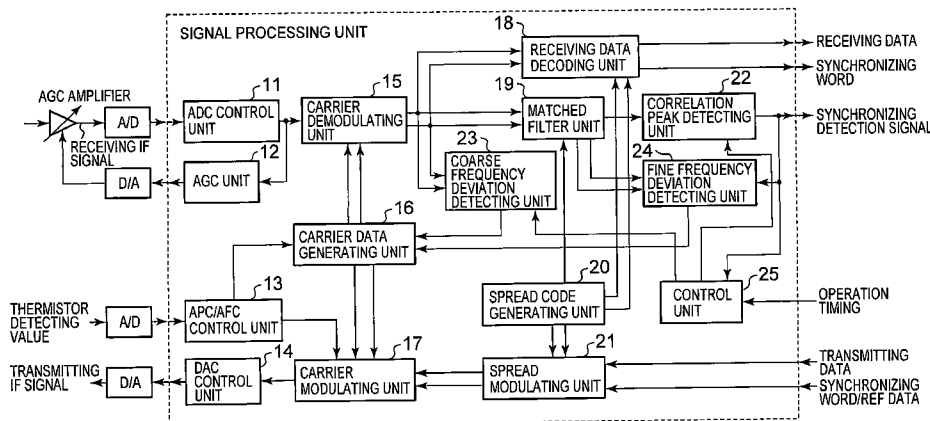 SIGNAL PROCESSING UNIT
18
RECEIVING DATA
DECODING UNIT
RECEIVING DATA
SYNCHRONIZING
WORD
AGC AMPLIFIER
A/D
RECEIVING IF
SIGNAL
D/A
11
ADC CONTROL
UNIT
12
AGC UNIT
15
CARRIER
DEMODULATING
UNIT
19
MATCHED
FILTER UNIT
22
CORRELATION
PEAK DETECTING
UNIT
SYNCHRONIZING
DETECTION SIGNAL
23
COARSE
FREQUENCY
DEVIATION
DETECTING UNIT
24
FINE FREQUENCY
DEVIATION
DETECTING UNIT
16
CARRIER DATA
GENERATING UNIT
THERMISTOR
DETECTING
VALUE
A/D
13
APC/AFC
CONTROL UNIT
20
SPREAD CODE
GENERATING UNIT
25
CONTROL
UNIT
OPERATION
TIMING
TRANSMITTING
IF SIGNAL
D/A
14
DAC
CONTROL
UNIT
17
CARRIER
MODULATING UNIT
21
SPREAD
MODULATING UNIT
TRANSMITTING
DATA
SYNCHRONIZING
WORD/REF DATA